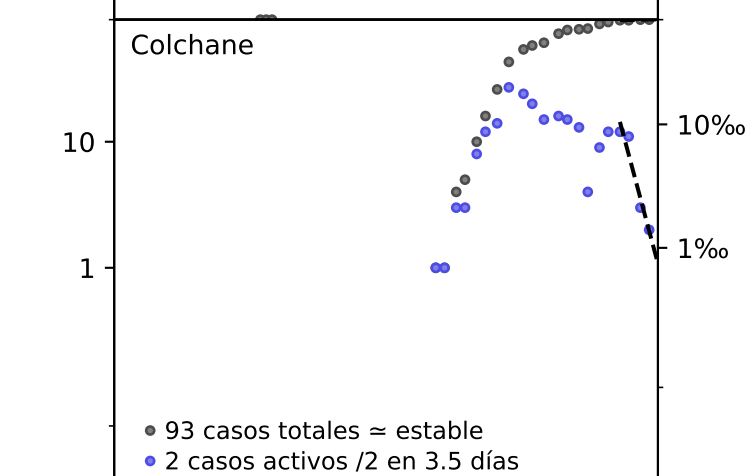 Colchane
10
10‰
1
1‰
93 casos totales ≃ estable
2 casos activos /2 en 3.5 días